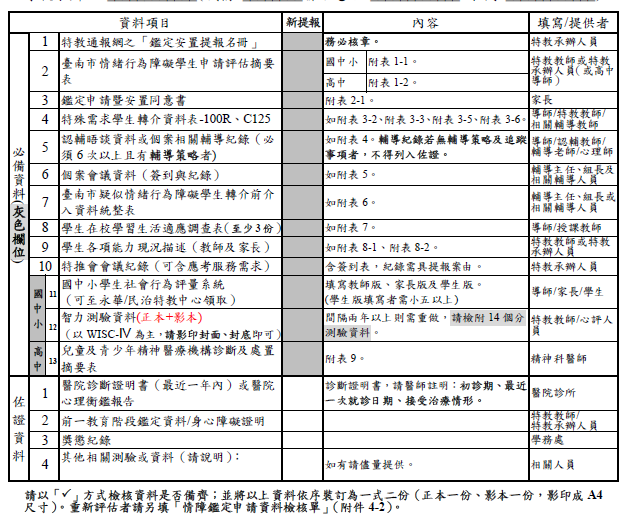 資料項目 新提報 內容 填寫/提供者
必備資料(灰色欄位)
1 特教通報網之「鑑定安置提報名冊」 務必核章。 特教承辦人員
2 臺南市情緒行為障礙學生申請評估摘要表 國中小 附表 1-1。 高中 附表 1-2。 特教教師或特教承辦人員(或高中導師)
3 鑑定申請暨安置同意書 附表 2-1。 家長
4 特殊需求學生轉介資料表-100R、C125 如附表 3-2、附表 3-3、附表 3-5、附表 3-6。 導師/特教教師/相關輔導教師
5 認輔晤談資料或個案相關輔導紀錄(必須 6 次以上且有輔導策略者) 如附表 4。輔導紀錄若無輔導策略及追蹤事項者,不得列入佐證。 導師/認輔教師/輔導老師/心理師
6 個案會議資料(簽到與紀錄) 如附表 5。 輔導主任、組長及相關輔導人員
7 臺南市疑似情緒行為障礙學生轉介前介入資料統整表 如附表 6。 輔導主任、組長或相關輔導人員
8 學生在校學習生活適應調查表(至少3份) 如附表 7。 導師/授課教師
9 學生各項能力現況描述(教師及家長) 如附表 8-1、附表 8-2。 特教教師或特教承辦人員
10 特推會會議紀錄(可含應考服務需求) 含簽到表,紀錄需具提報案由。 特教承辦人員
國中小
11 國中小學生社會行為評量系統
(可至永華/民治特教中心領取) 填寫教師版、家長版及學生版。
(學生版填寫者需小五以上) 導師/家長/學生
12 智力測驗資料(正本+影本)
(以 WISC-IV 為主,請影印封面、封底即可) 間隔兩年以上則需重做,請檢附 14 個分測驗資料。 特教教師/心評人員
高中
13 兒童及青少年精神醫療機構診斷及處置摘要表 附表 9。 精神科醫師
佐證資料
1 醫院診斷證明書(最近一年內)或醫院心理衡鑑報告 診斷證明書,請醫師註明:初診期、最近一次就診日期、接受治療情形。 醫院診所
2 前一教育階段鑑定資料/身心障礙證明 特教教師/特教承辦人員
3 獎懲紀錄 學務處
4 其他相關測驗或資料(請說明): 如有請儘量提供。 相關人員
請以「✓」方式檢核資料是否備齊;並將以上資料依序裝訂為一式二份(正本一份、影本一份,影印成 A4
尺寸)。重新評估者請另填「情障鑑定申請資料檢核單」(附件 4-2)。